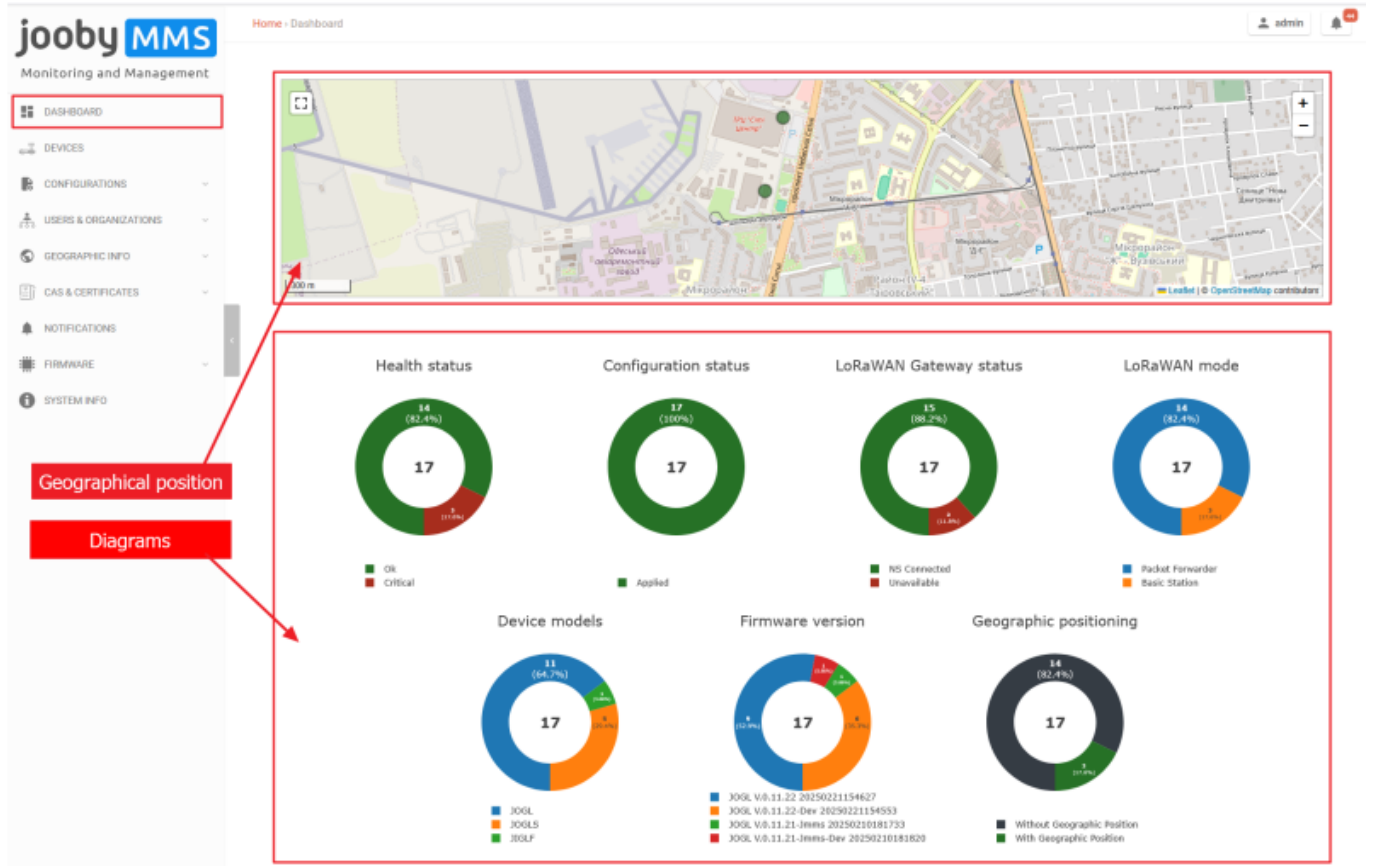 jooby MMS
Monitoring and Management
Home › Dashboard
admin
44
DASHBOARD
DEVICES
CONFIGURATIONS
USERS & ORGANIZATIONS
GEOGRAPHIC INFO
CAS & CERTIFICATES
NOTIFICATIONS
FIRMWARE
SYSTEM INFO
+
−
P
Мікрорайон
P
300 m
Leaflet | © OpenStreetMap contributors
Geographical position
Diagrams
Health status
14
(82.4%)
17
Ok
Critical
Configuration status
17
(100%)
17
Applied
LoRaWAN Gateway status
15
(88.2%)
17
NS Connected
Unavailable
LoRaWAN mode
14
(82.4%)
17
Packet Forwarder
Basic Station
Device models
11
(64.7%)
17
JOGL
JOGLS
Firmware version
(52.9%)
17
JOGL V.0.11.22 20250221154627
JOGL V.0.11.22-Dev 20250221154553
JOGL V.0.11.21-Jmms 20250210181733
JOGL V.0.11.21-Jmms-Dev 20250210181820
Geographic positioning
14
(82.4%)
17
Without Geographic Position
With Geographic Position